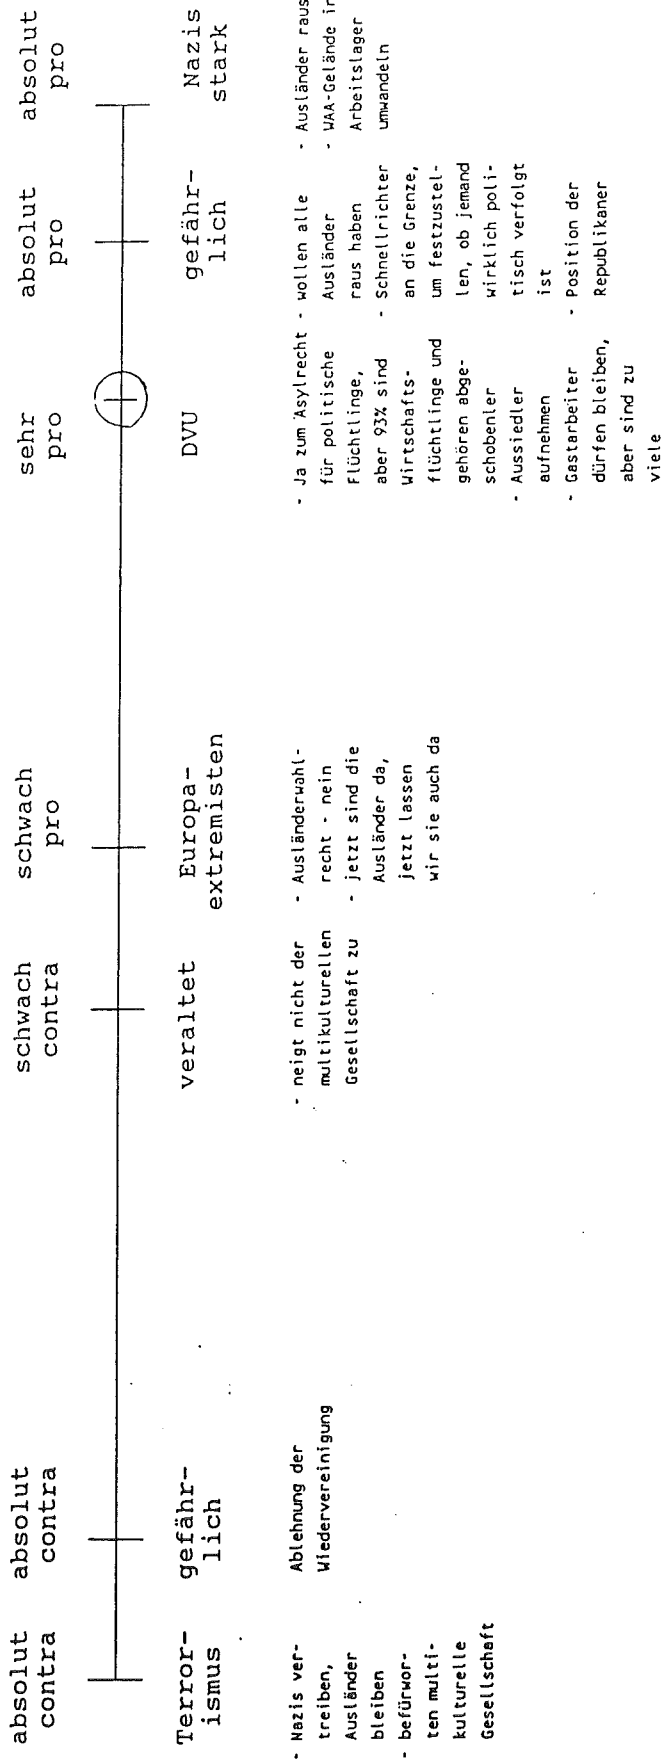 absolut
contra
absolut
contra
schwach
contra
schwach
pro
sehr
pro
absolut
pro
absolut
pro
Terror-
ismus
gefähr-
lich
veraltet
Europa-
extremisten
DVU
gefähr-
lich
Nazis
stark
- Nazis ver-
treiben,
Ausländer
bleiben
- befürwor-
ten multi-
kulturelle
Gesellschaft
Ablehnung der
Wiedervereinigung
- neigt nicht der
multikulturellen
Gesellschaft zu
- Ausländerwahl-
recht - nein
- jetzt sind die
Ausländer da,
jetzt lassen
wir sie auch da
- Ja zum Asylrecht
für politische
Flüchtlinge,
aber 93% sind
Wirtschafts-
flüchtlinge und
gehören abge-
schobenler
- Aussiedler
aufnehmen
- Gastarbeiter
dürfen bleiben,
aber sind zu
viele
- wollen alle
Ausländer
raus haben
- Schnellrichter
an die Grenze,
um festzustel-
len, ob jemand
wirklich poli-
tisch verfolgt
ist
- Position der
Republikaner
- Ausländer raus
- WAA-Gelände in
Arbeitslager
umwandeln